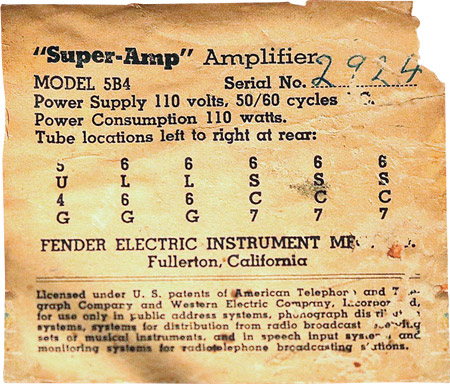 "Super-Amp" Amplifier
MODEL 5B4 Serial No. 2924
Power Supply 110 volts, 50/60 cycles
Power Consumption 110 watts.
Tube locations left to right at rear:
5 6 6 6 6 6
U L L S S S
4 6 6 C C C
G G G 7 7 7
FENDER ELECTRIC INSTRUMENT
Fullerton, California
Licensed under U. S. patents of American
graph Company and Western Electric Company,
for use only in public address systems, phonograph
systems, systems for distribution from radio broadcast
sets of musical instruments, and in speech input
monitoring systems for radiotelephone broadcasting